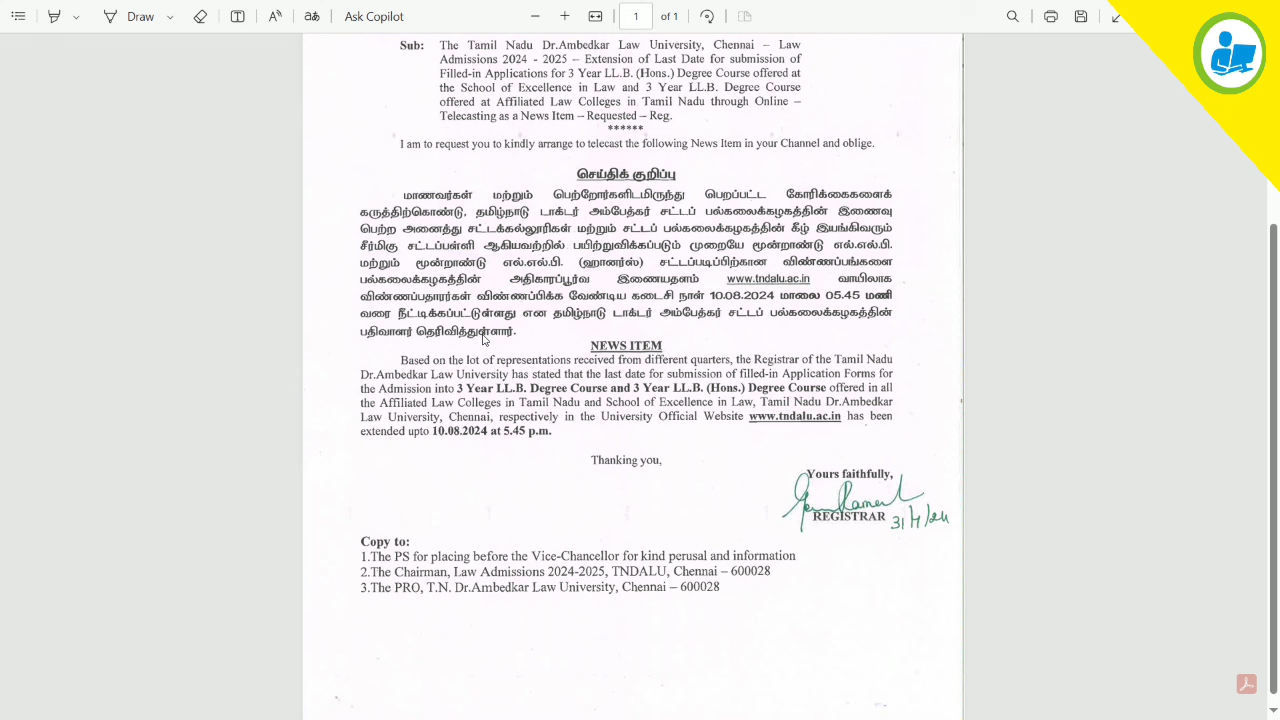 Draw
Ask Copilot
1 of 1
Sub: The Tamil Nadu Dr.Ambedkar Law University, Chennai – Law
Admissions 2024 - 2025 – Extension of Last Date for submission of
Filled-in Applications for 3 Year LL.B. (Hons.) Degree Course offered at
the School of Excellence in Law and 3 Year LL.B. Degree Course
offered at Affiliated Law Colleges in Tamil Nadu through Online –
Telecasting as a News Item – Requested – Reg.
******
I am to request you to kindly arrange to telecast the following News Item in your Channel and oblige.
செய்திக் குறிப்பு
மாணவர்கள் மற்றும் பெற்றோர்களிடமிருந்து பெறப்பட்ட கோரிக்கைகளைக்
கருத்திற்கொண்டு, தமிழ்நாடு டாக்டர் அம்பேத்கர் சட்டப் பல்கலைக்கழகத்தின் இணைவு
பெற்ற அனைத்து சட்டக்கல்லூரிகள் மற்றும் சட்டப் பல்கலைக்கழகத்தின் கீழ் இயங்கிவரும்
சீர்மிகு சட்டப்பள்ளி ஆகியவற்றில் பயிற்றுவிக்கப்படும் முறையே மூன்றாண்டு எல்.எல்.பி.
மற்றும் மூன்றாண்டு எல்.எல்.பி. (ஹானர்ஸ்) சட்டப்படிப்பிற்கான விண்ணப்பங்களை
பல்கலைக்கழகத்தின் அதிகாரப்பூர்வ இணையதளம் www.tndalu.ac.in வாயிலாக
விண்ணப்பதாரர்கள் விண்ணப்பிக்க வேண்டிய கடைசி நாள் 10.08.2024 மாலை 05.45 மணி
வரை நீட்டிக்கப்பட்டுள்ளது என தமிழ்நாடு டாக்டர் அம்பேத்கர் சட்டப் பல்கலைக்கழகத்தின்
பதிவாளர் தெரிவித்துள்ளார்.
NEWS ITEM
Based on the lot of representations received from different quarters, the Registrar of the Tamil Nadu
Dr.Ambedkar Law University has stated that the last date for submission of filled-in Application Forms for
the Admission into 3 Year LL.B. Degree Course and 3 Year LL.B. (Hons.) Degree Course offered in all
the Affiliated Law Colleges in Tamil Nadu and School of Excellence in Law, Tamil Nadu Dr.Ambedkar
Law University, Chennai, respectively in the University Official Website www.tndalu.ac.in has been
extended upto 10.08.2024 at 5.45 p.m.
Thanking you,
Yours faithfully,
REGISTRAR 31/7/24
Copy to:
1.The PS for placing before the Vice-Chancellor for kind perusal and information
2.The Chairman, Law Admissions 2024-2025, TNDALU, Chennai – 600028
3.The PRO, T.N. Dr.Ambedkar Law University, Chennai – 600028